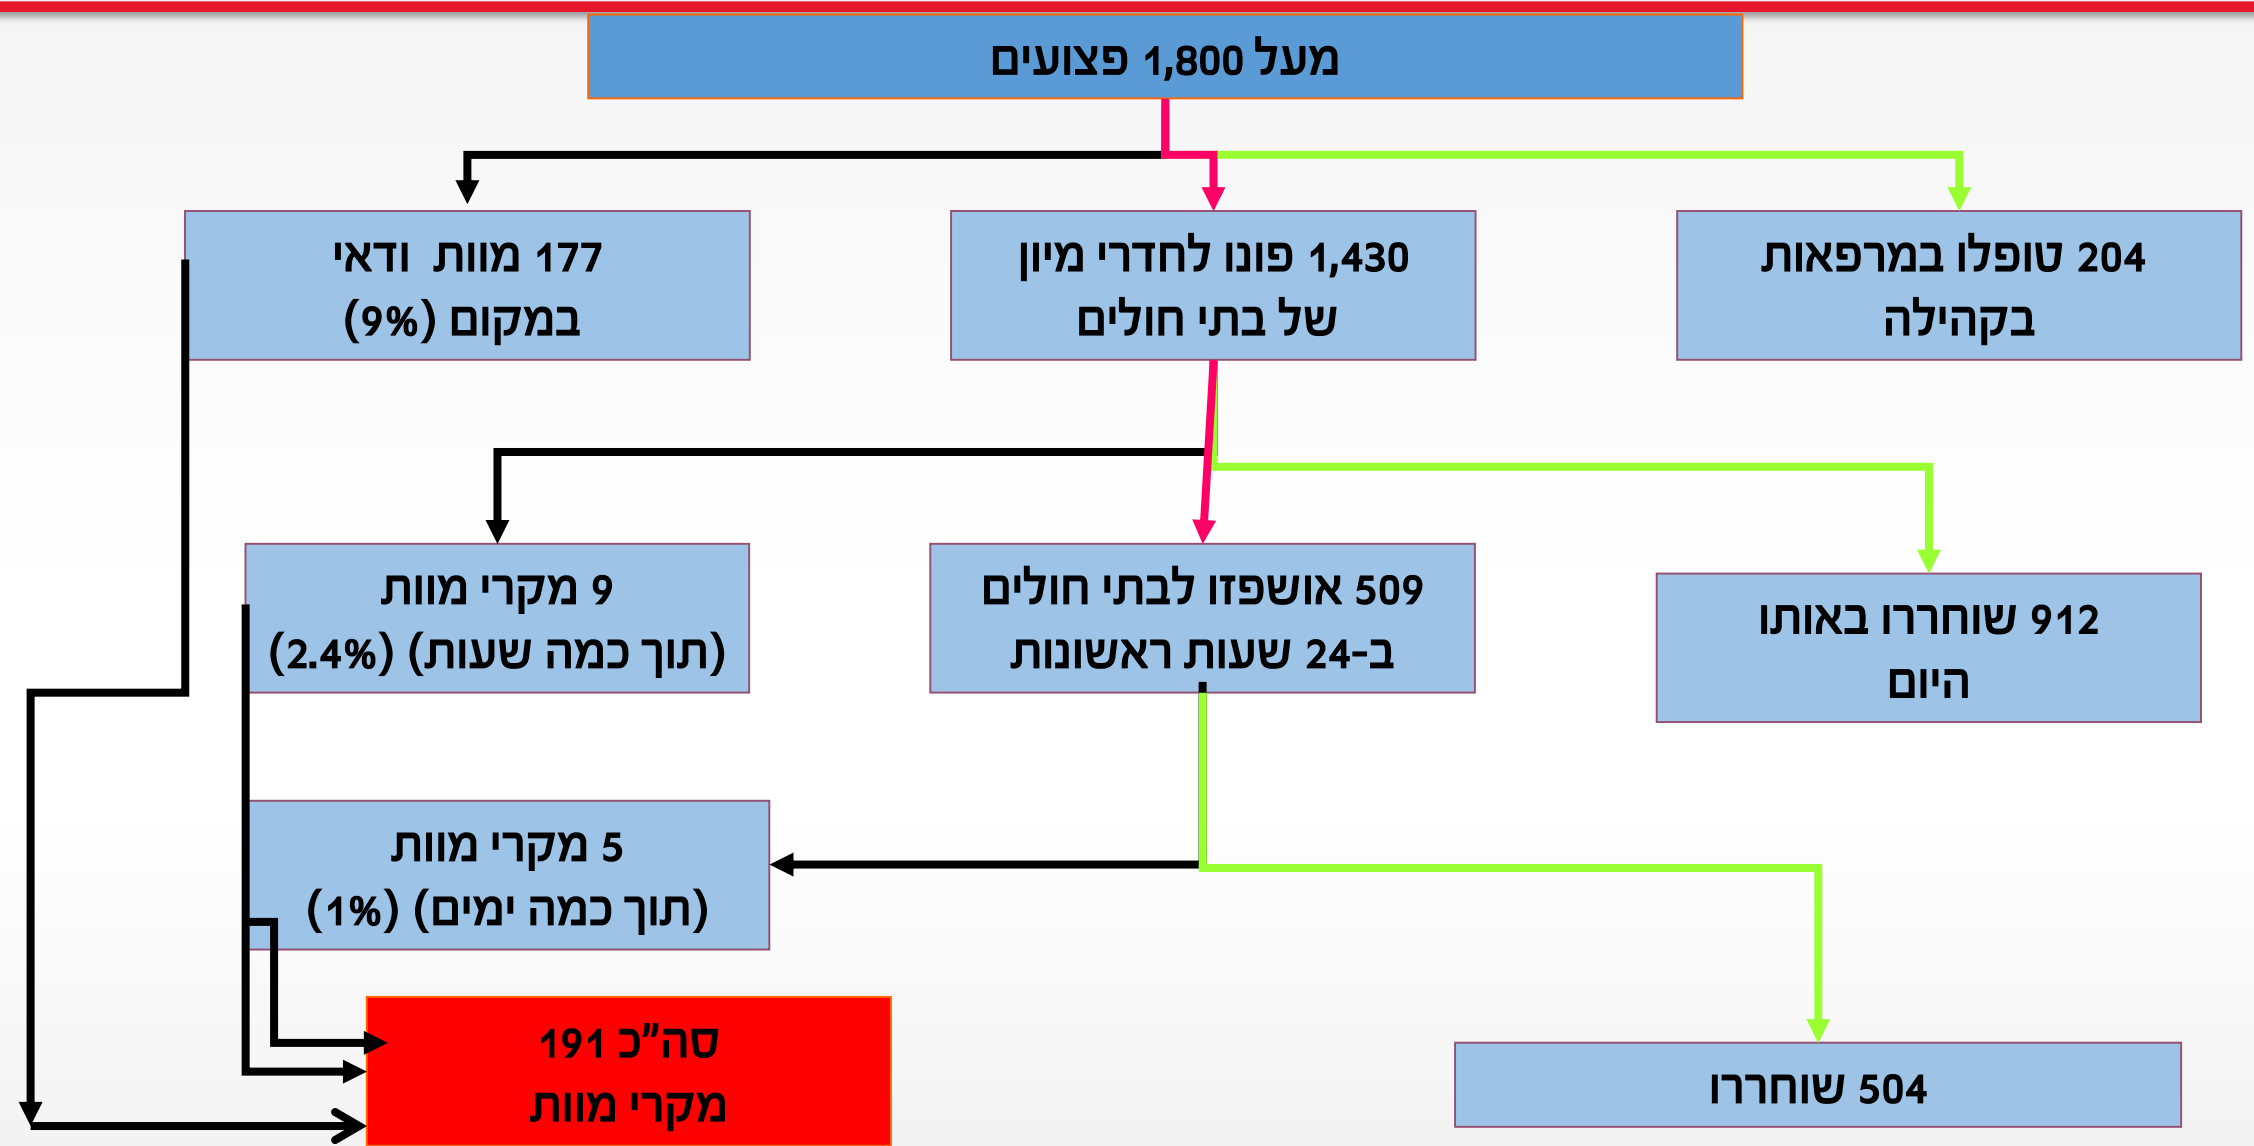 מעל 1,800 פצועים
204 טופלו במרפאות
בקהילה
1,430 פונו לחדרי מיון
של בתי חולים
177 מוות ודאי
במקום (9%)
912 שוחררו באותו
היום
509 אושפזו לבתי חולים
ב-24 שעות ראשונות
9 מקרי מוות
(תוך כמה שעות) (2.4%)
5 מקרי מוות
(תוך כמה ימים) (1%)
504 שוחררו
סה"כ 191
מקרי מוות